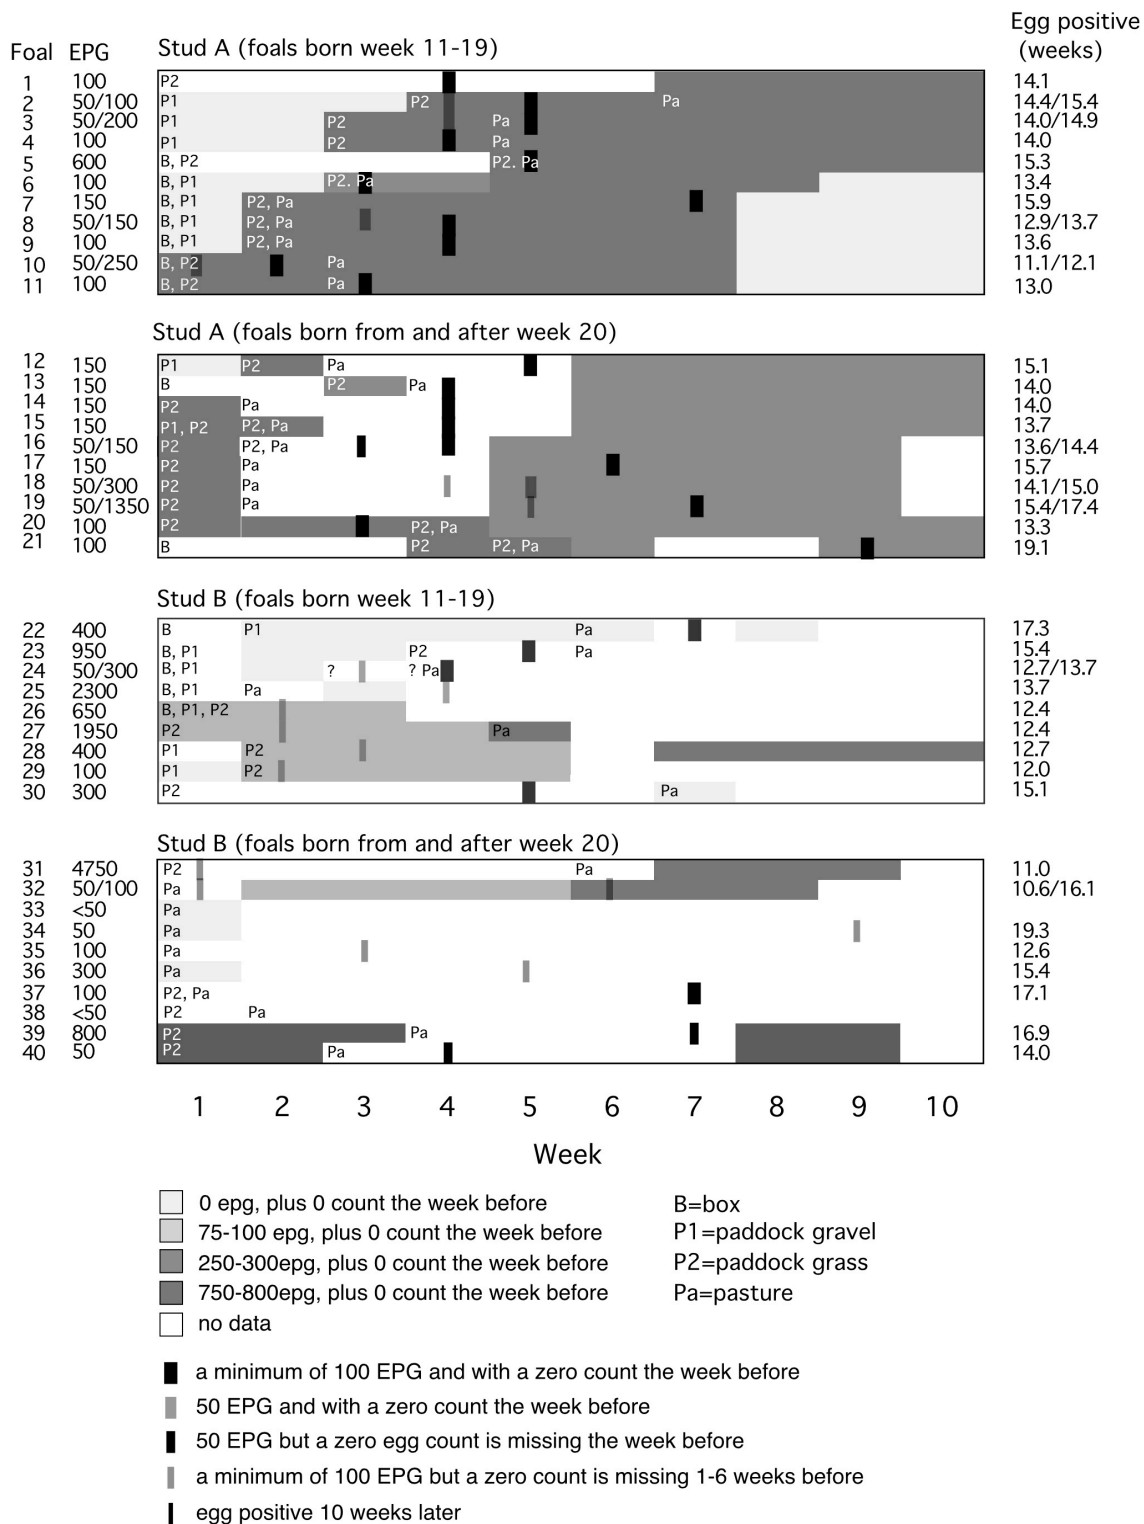 Egg positive
Foal EPG Stud A (foals born week 11-19) (weeks)
1 100 P2 14.1
2 50/100 P1 P2 Pa 14.4/15.4
3 50/200 P1 P2 Pa 14.0/14.9
4 100 P1 P2 Pa 14.0
5 600 B, P2 P2. Pa 15.3
6 100 B, P1 P2. Pa 13.4
7 150 B, P1 P2, Pa 15.9
8 50/150 B, P1 P2, Pa 12.9/13.7
9 100 B, P1 P2, Pa 13.6
10 50/250 B, P2 Pa 11.1/12.1
11 100 B, P2 Pa 13.0
Stud A (foals born from and after week 20)
12 150 P1 P2 Pa 15.1
13 150 B P2 Pa 14.0
14 150 P2 Pa 14.0
15 150 P1, P2 P2, Pa 13.7
16 50/150 P2 P2, Pa 13.6/14.4
17 150 P2 Pa 15.7
18 50/300 P2 Pa 14.1/15.0
19 50/1350 P2 Pa 15.4/17.4
20 100 P2 P2, Pa 13.3
21 100 B P2 P2, Pa 19.1
Stud B (foals born week 11-19)
22 400 B P1 Pa 17.3
23 950 B, P1 P2 Pa 15.4
24 50/300 B, P1 ? ? Pa 12.7/13.7
25 2300 B, P1 Pa 13.7
26 650 B, P1, P2 12.4
27 1950 P2 Pa 12.4
28 400 P1 P2 12.7
29 100 P1 P2 12.0
30 300 P2 Pa 15.1
Stud B (foals born from and after week 20)
31 4750 P2 Pa 11.0
32 50/100 Pa 10.6/16.1
33 <50 Pa
34 50 Pa 19.3
35 100 Pa 12.6
36 300 Pa 15.4
37 100 P2, Pa 17.1
38 <50 P2 Pa
39 800 P2 Pa 16.9
40 50 P2 Pa 14.0
1 2 3 4 5 6 7 8 9 10
Week
0 epg, plus 0 count the week before B=box
75-100 epg, plus 0 count the week before P1=paddock gravel
250-300epg, plus 0 count the week before P2=paddock grass
750-800epg, plus 0 count the week before Pa=pasture
no data
a minimum of 100 EPG and with a zero count the week before
50 EPG and with a zero count the week before
50 EPG but a zero egg count is missing the week before
a minimum of 100 EPG but a zero count is missing 1-6 weeks before
egg positive 10 weeks later